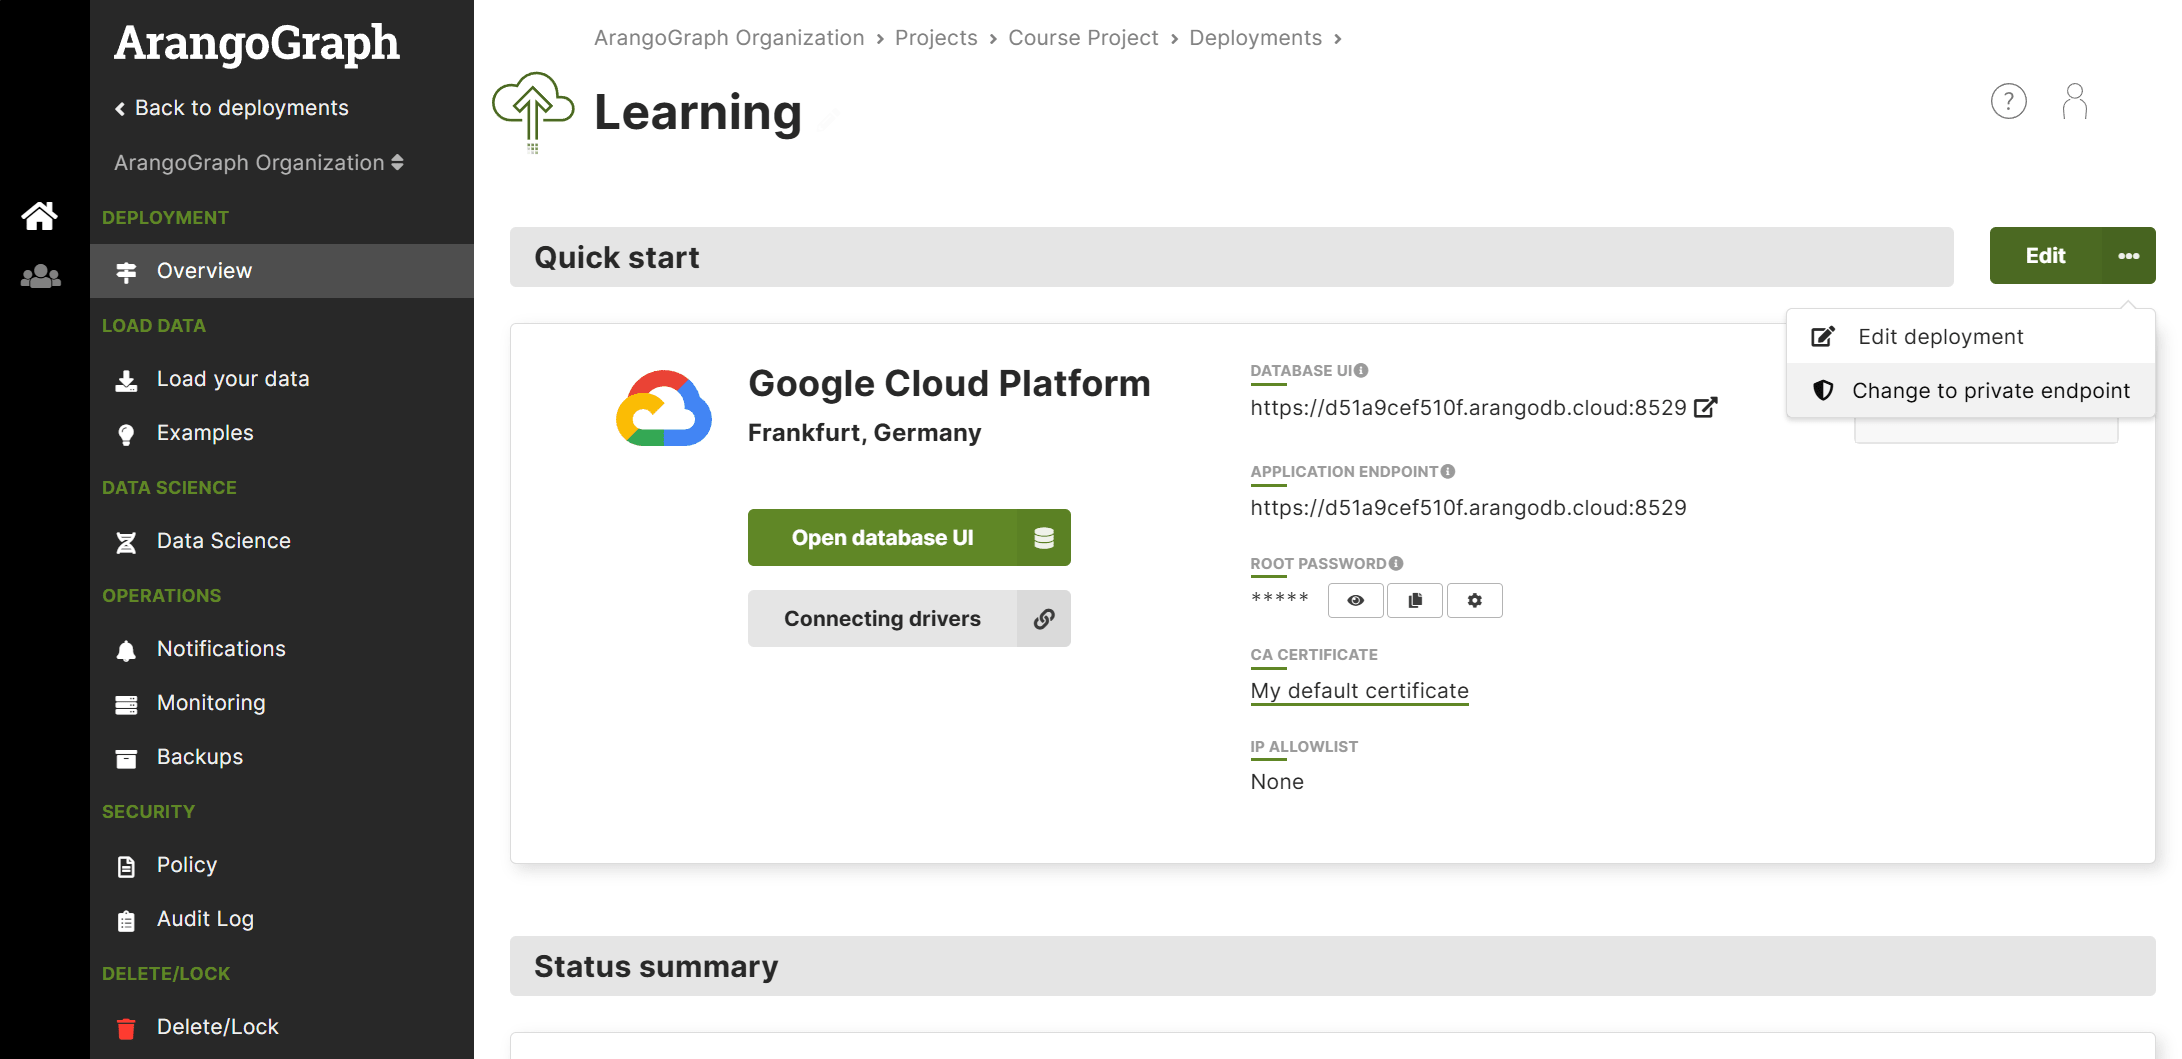 ArangoGraph
Back to deployments
ArangoGraph Organization
DEPLOYMENT
Overview
LOAD DATA
Load your data
Examples
DATA SCIENCE
Data Science
OPERATIONS
Notifications
Monitoring
Backups
SECURITY
Policy
Audit Log
DELETE/LOCK
Delete/Lock
ArangoGraph Organization > Projects > Course Project > Deployments >
Learning
?
Quick start
Edit
Edit deployment
Change to private endpoint
Google Cloud Platform
Frankfurt, Germany
Open database UI
Connecting drivers
DATABASE UI
https://d51a9cef510f.arangodb.cloud:8529
APPLICATION ENDPOINT
https://d51a9cef510f.arangodb.cloud:8529
ROOT PASSWORD
*****
CA CERTIFICATE
My default certificate
IP ALLOWLIST
None
Status summary